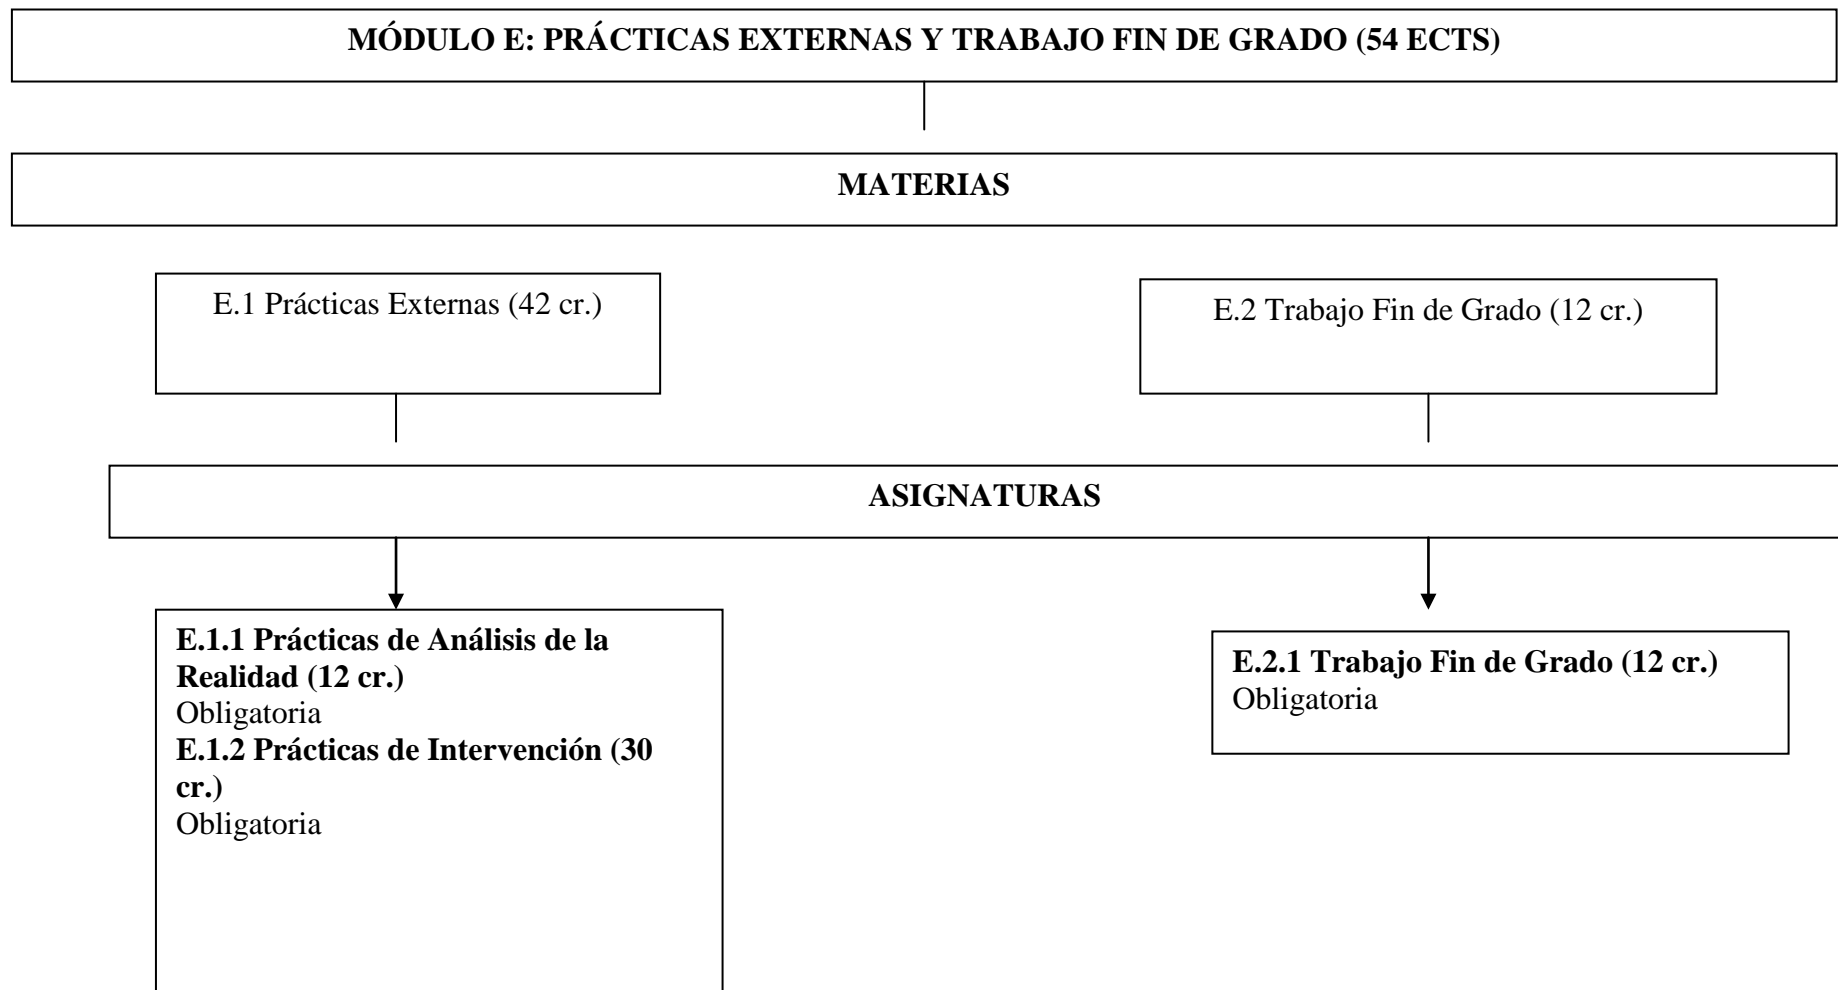 MÓDULO E: PRÁCTICAS EXTERNAS Y TRABAJO FIN DE GRADO (54 ECTS)
MATERIAS
E.1 Prácticas Externas (42 cr.)
E.2 Trabajo Fin de Grado (12 cr.)
ASIGNATURAS
E.1.1 Prácticas de Análisis de la
Realidad (12 cr.)
Obligatoria
E.1.2 Prácticas de Intervención (30
cr.)
Obligatoria
E.2.1 Trabajo Fin de Grado (12 cr.)
Obligatoria